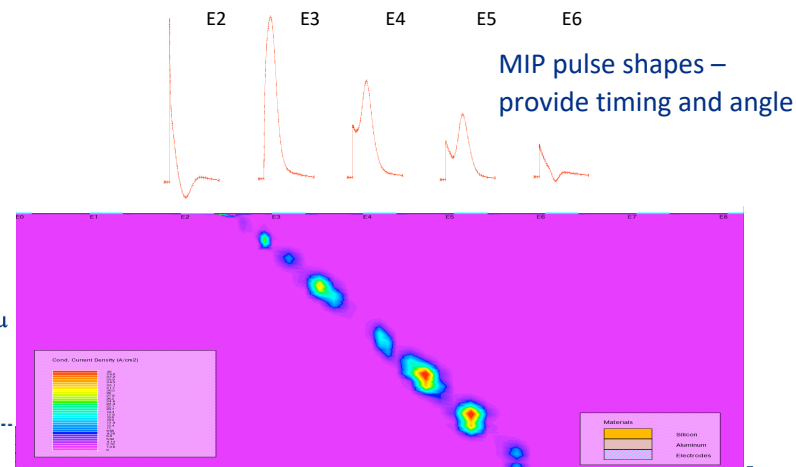 E2 E3 E4 E5 E6
MIP pulse shapes –
provide timing and angle
E0 E1 E2 E3 E4 E5 E6 E7 E8
μ
Cond. Current Density (A/cm2)
Materials
Silicon
Aluminum
Electrodes